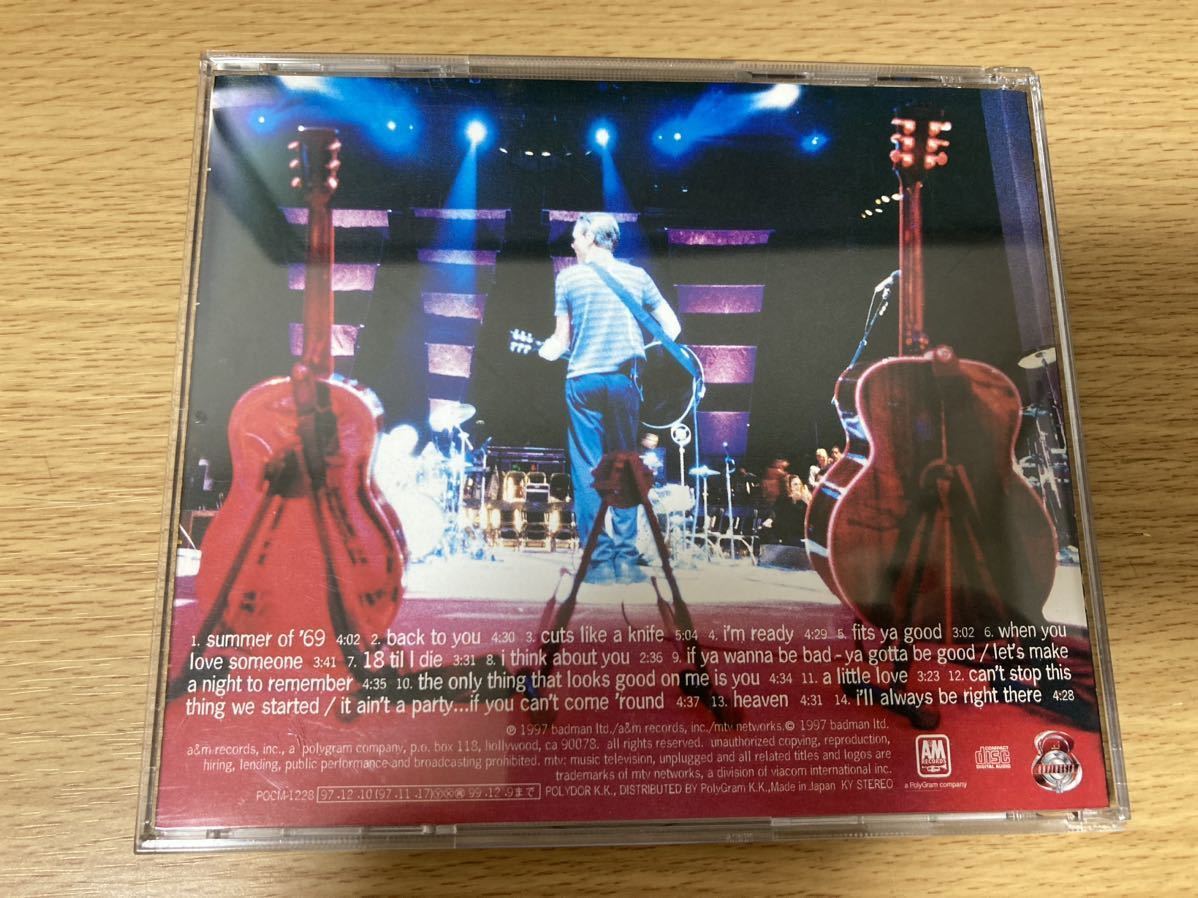 1. summer of '69 4:02 2. back to you 4:30 3. cuts like a knife 5:04 4. i'm ready 4:29 5. fits ya good 3:02 6. when you
love someone 3:41 7. 18 til I die 3:31 8. i think about you 2:36 9. if ya wanna be bad - ya gotta be good / let's make
a night to remember 4:35 10. the only thing that looks good on me is you 4:34 11. a little love 3:23 12. can't stop this
thing we started / it ain't a party...if you can't come 'round 4:37 13. heaven 4:31 14. i'll always be right there 4:28
℗ 1997 badman ltd./a&m records, inc./mtv networks.© 1997 badman ltd.
a&m records, inc., a polygram company, p.o. box 118, hollywood, ca 90078. all rights reserved. unauthorized copying, reproduction,
hiring, lending, public performance and broadcasting prohibited. mtv: music television, unplugged and all related titles and logos are
trademarks of mtv networks, a division of viacom international inc.
A&M
RECORDS
a PolyGram company
COMPACT
disc
DIGITAL AUDIO
POCM-1228 97・12・10(97・11・17) 99・12・9まで POLYDOR K.K., DISTRIBUTED BY PolyGram K.K.,Made in Japan KY STEREO